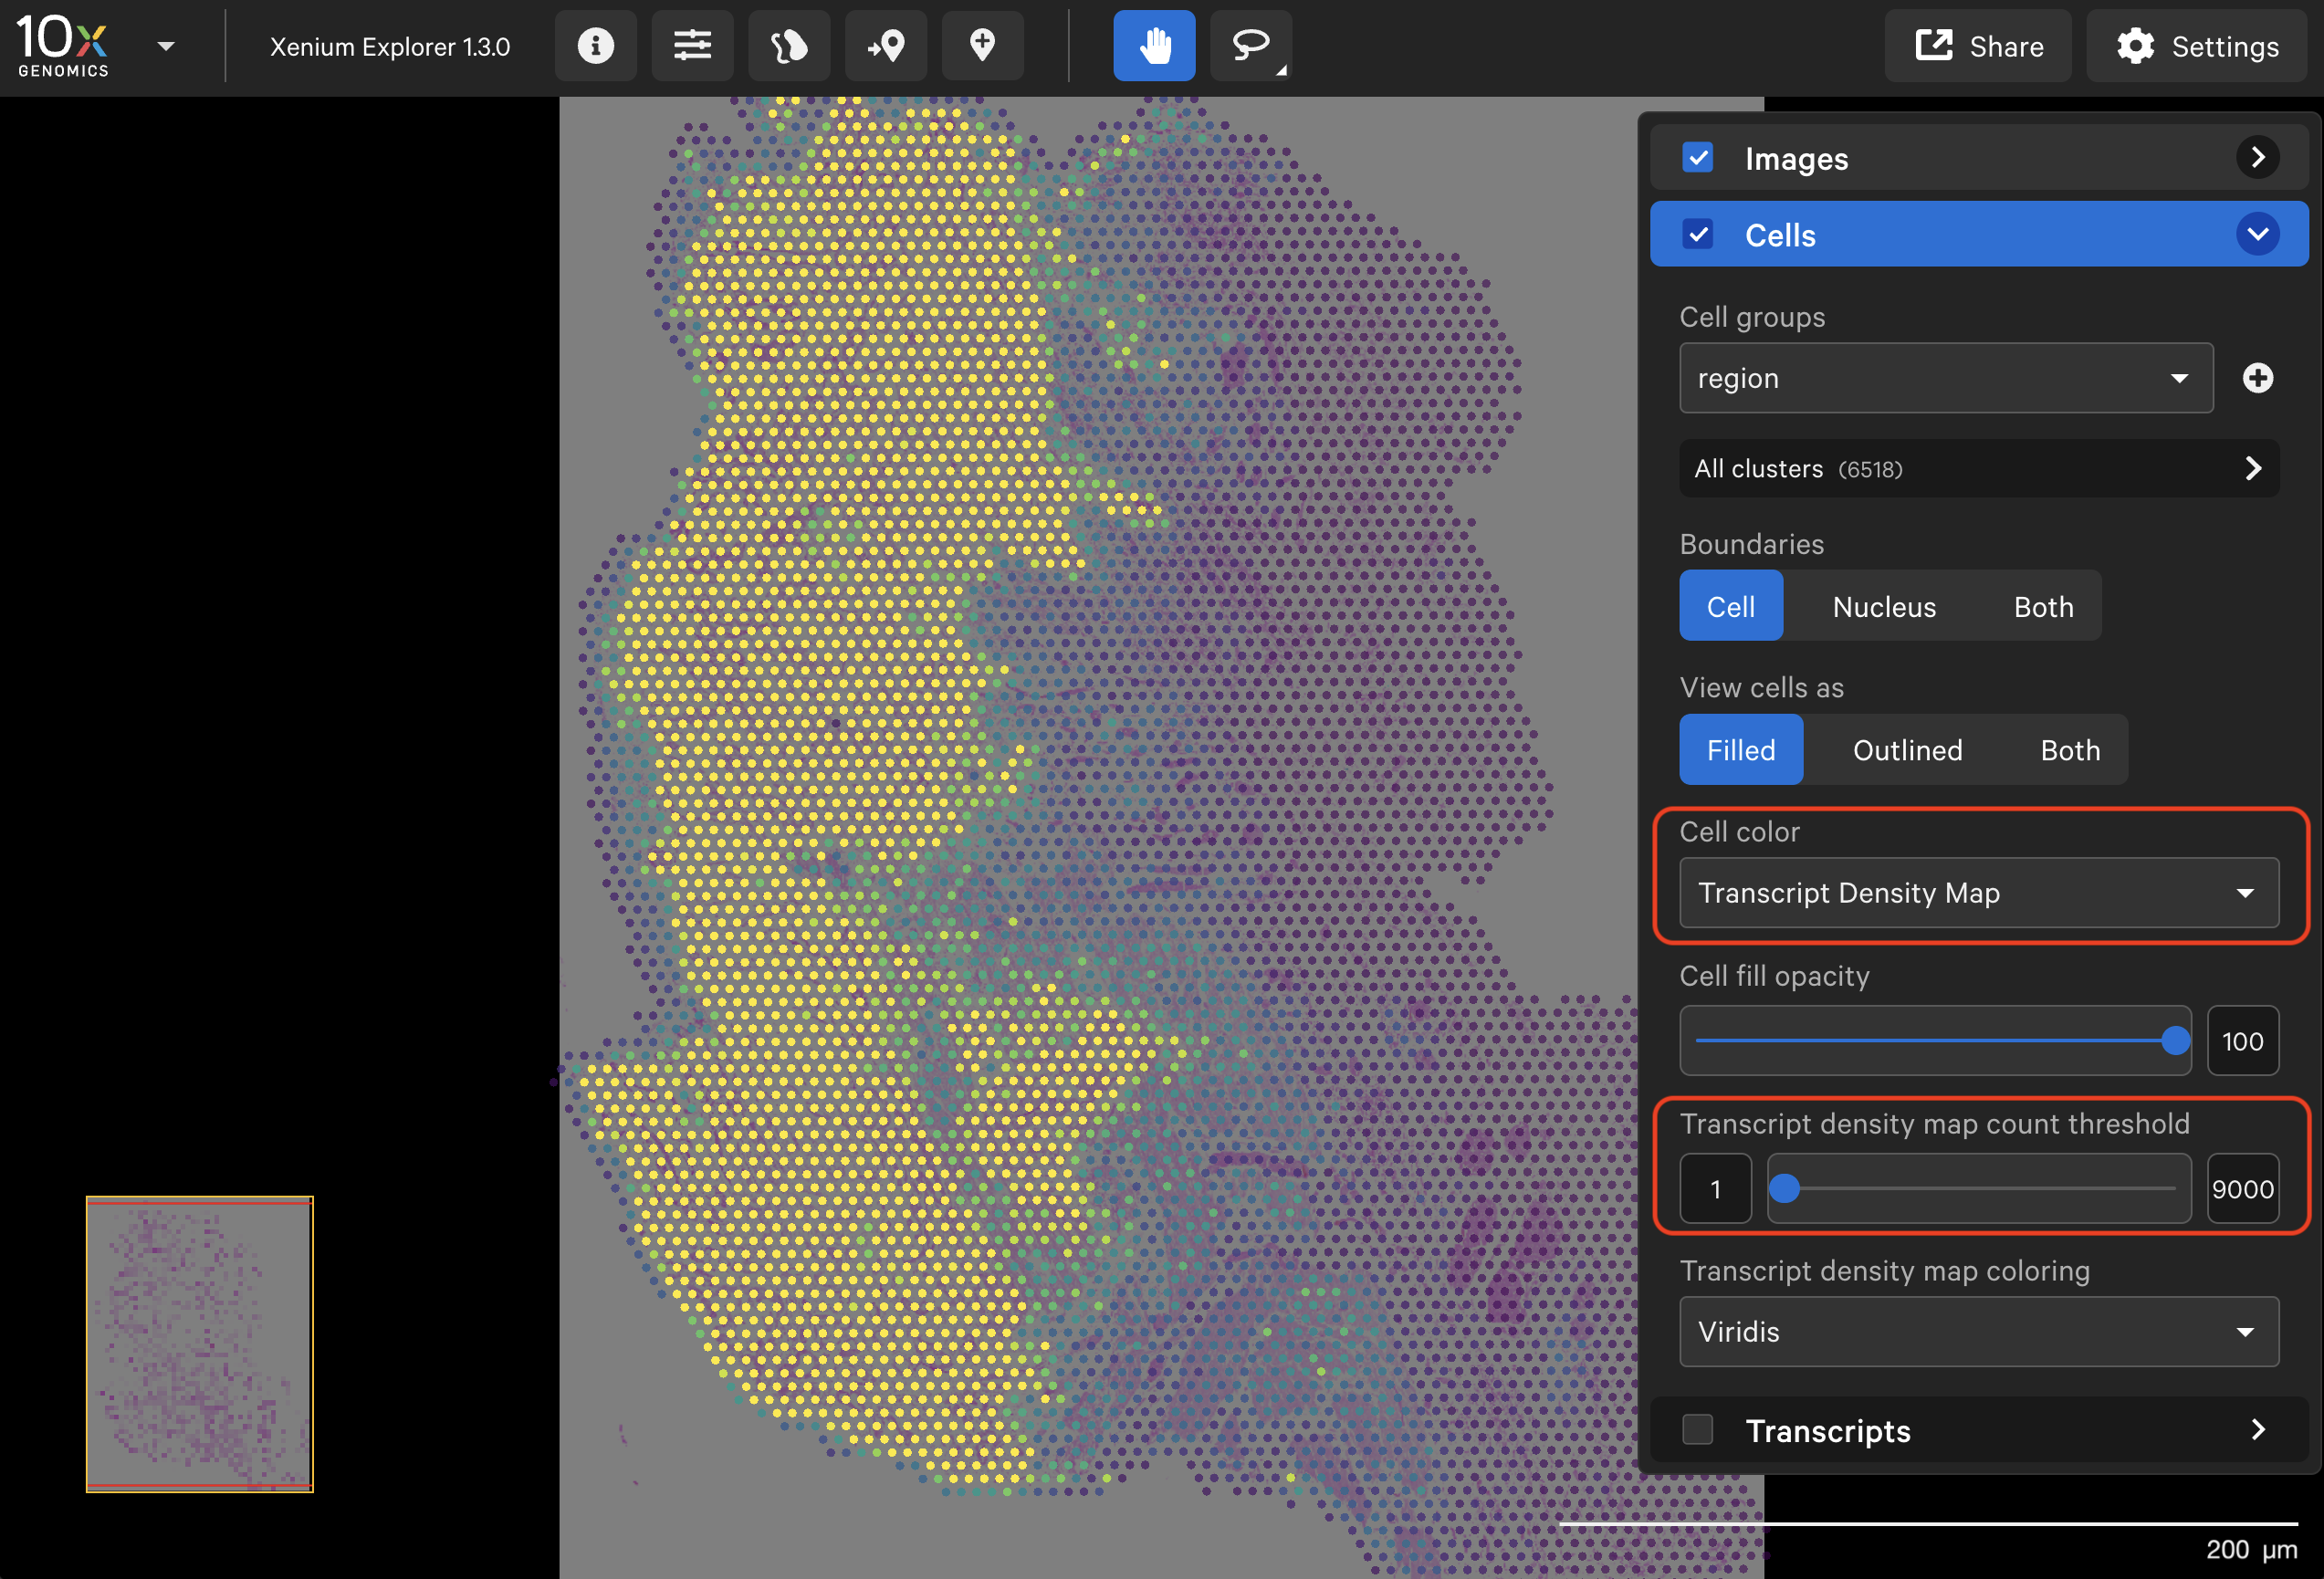 10x
GENOMICS
Xenium Explorer 1.3.0
Share
Settings
Images
Cells
Cell groups
region
All clusters (6518)
Boundaries
Cell Nucleus Both
View cells as
Filled Outlined Both
Cell color
Transcript Density Map
Cell fill opacity
100
Transcript density map count threshold
1 9000
Transcript density map coloring
Viridis
Transcripts
200 µm